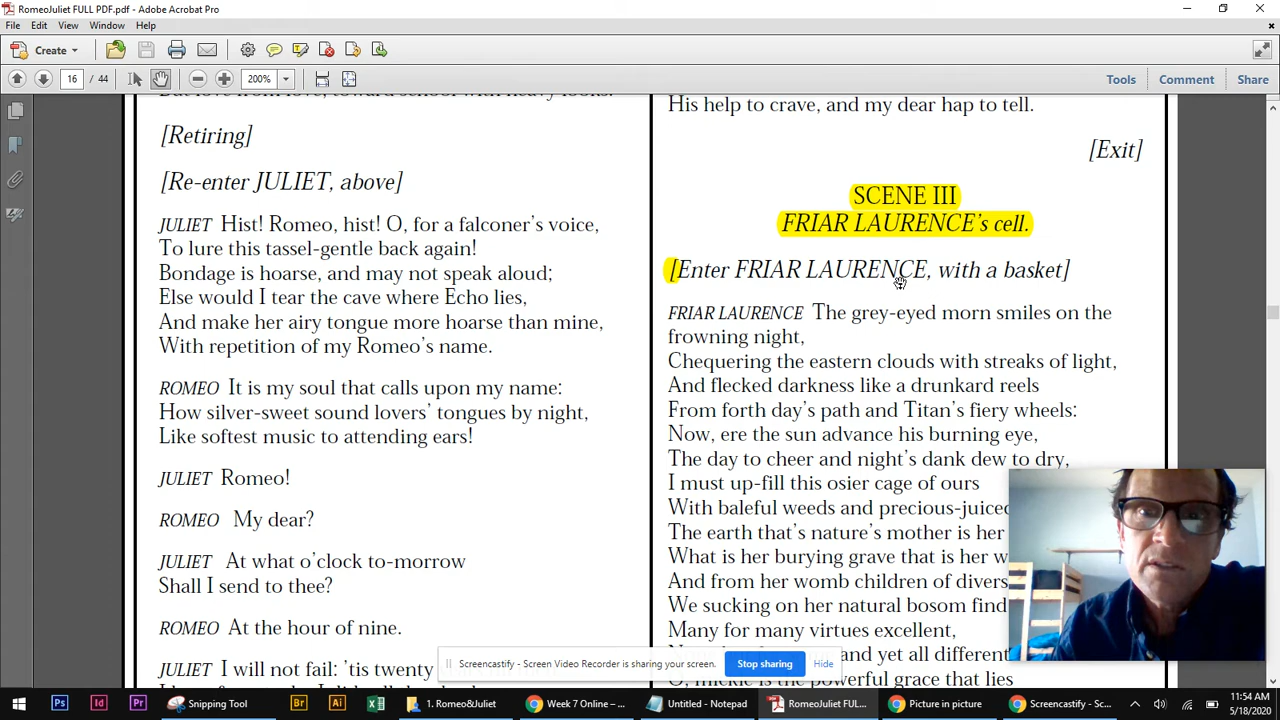 RomeoJuliet FULL PDF.pdf - Adobe Acrobat Pro
File Edit View Window Help
Create
16 / 44 200% Tools Comment Share
[Retiring]
[Re-enter JULIET, above]
JULIET Hist! Romeo, hist! O, for a falconer's voice,
To lure this tassel-gentle back again!
Bondage is hoarse, and may not speak aloud;
Else would I tear the cave where Echo lies,
And make her airy tongue more hoarse than mine,
With repetition of my Romeo's name.
ROMEO It is my soul that calls upon my name:
How silver-sweet sound lovers' tongues by night,
Like softest music to attending ears!
JULIET Romeo!
ROMEO My dear?
JULIET At what o'clock to-morrow
Shall I send to thee?
ROMEO At the hour of nine.
JULIET I will not fail: 'tis twenty
His help to crave, and my dear hap to tell.
[Exit]
SCENE III
FRIAR LAURENCE's cell.
[Enter FRIAR LAURENCE, with a basket]
FRIAR LAURENCE The grey-eyed morn smiles on the
frowning night,
Chequering the eastern clouds with streaks of light,
And flecked darkness like a drunkard reels
From forth day's path and Titan's fiery wheels:
Now, ere the sun advance his burning eye,
The day to cheer and night's dank dew to dry,
I must up-fill this osier cage of ours
With baleful weeds and precious-juiced
The earth that's nature's mother is her
What is her burying grave that is her
And from her womb children of divers
We sucking on her natural bosom find
Many for many virtues excellent,
and yet all different
O, mickle is the powerful grace that lies
Screencastify - Screen Video Recorder is sharing your screen. Stop sharing Hide
Ps Id Pr Snipping Tool Br Ai 1. Romeo&Juliet Week 7 Online – ... Untitled - Notepad RomeoJuliet FUL... Picture in picture Screencastify - Sc...
11:54 AM
5/18/2020